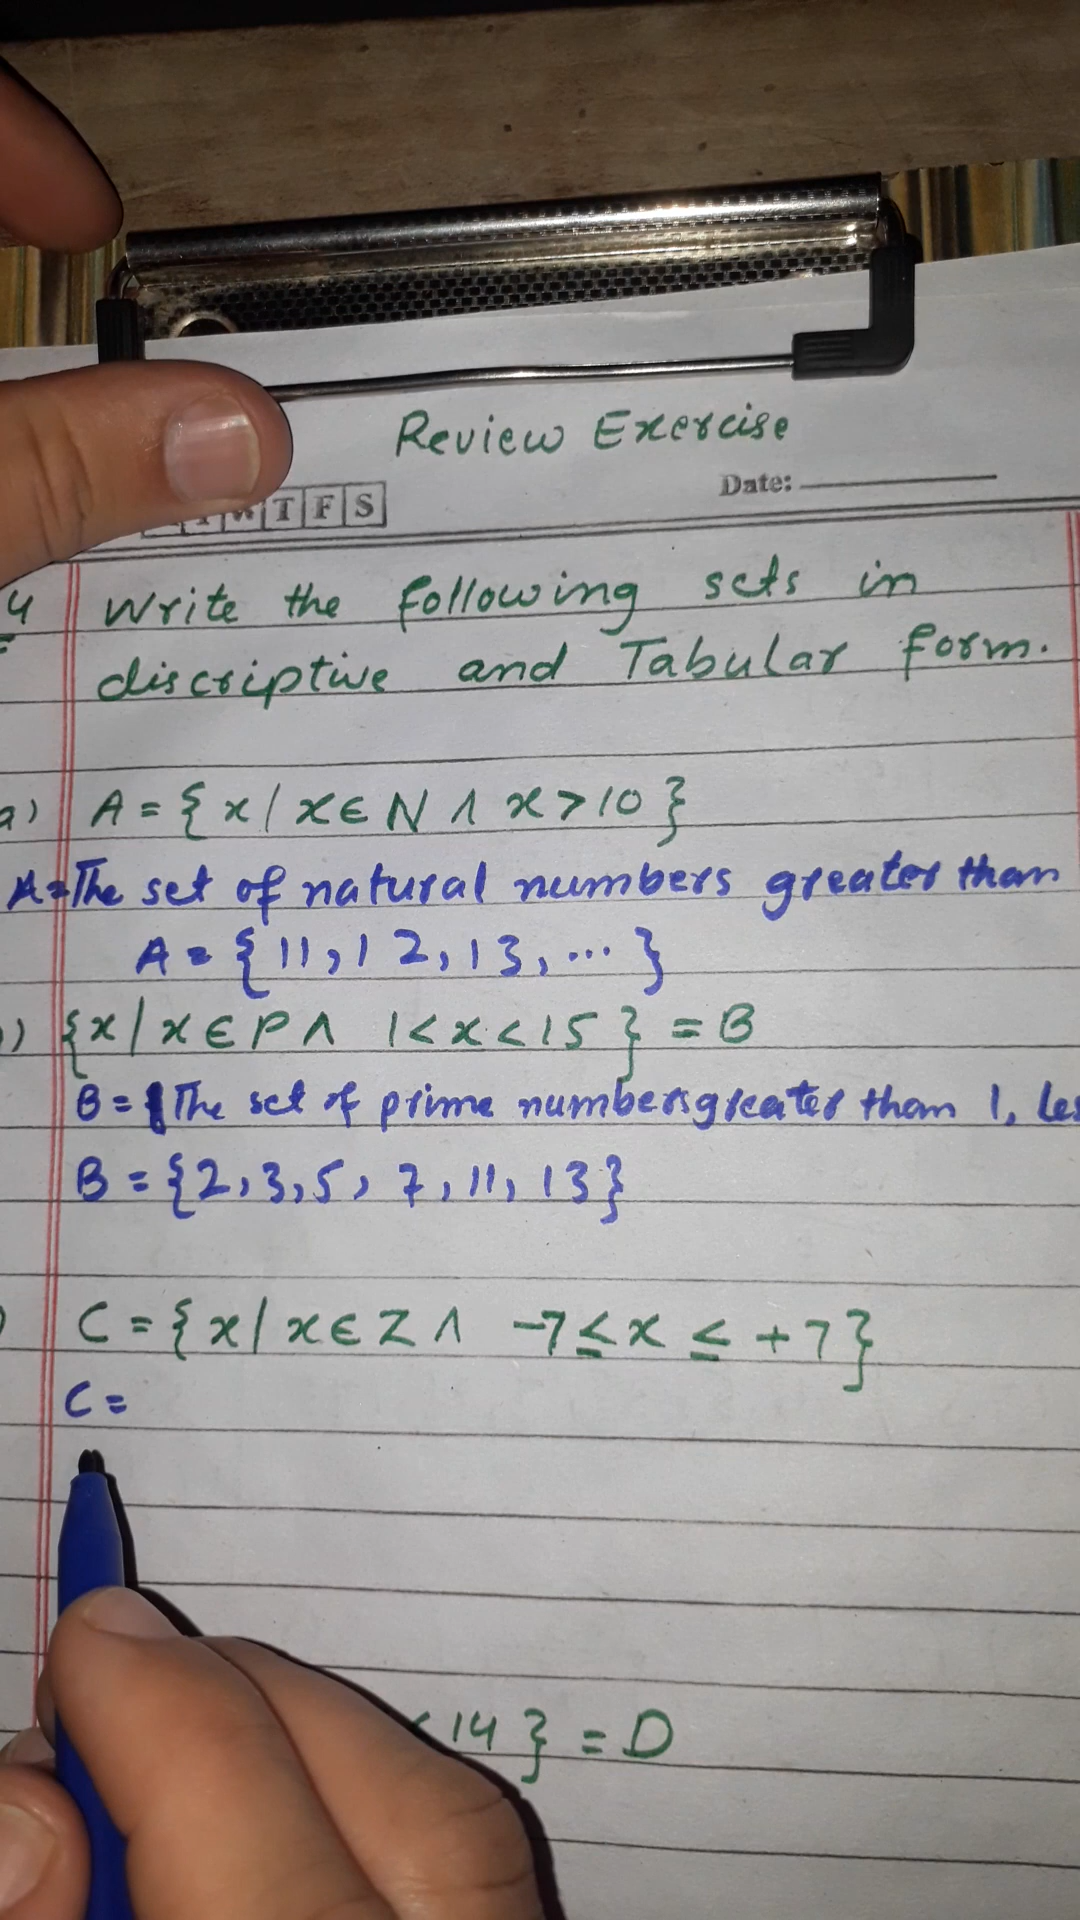 Review Exercise
T W T F S
Date:
4 Write the following sets in
discriptive and Tabular form.
a) A = { x / x ∈ N ∧ x > 10 }
A = The set of natural numbers greater than
A = { 11, 12, 13, ... }
) { x / x ∈ P ∧ 1 < x < 15 } = B
B = The set of prime numbers greater than 1, Les
B = { 2, 3, 5, 7, 11, 13 }
) C = { x / x ∈ Z ∧ -7 ≤ x ≤ +7 }
C =
< 14 } = D